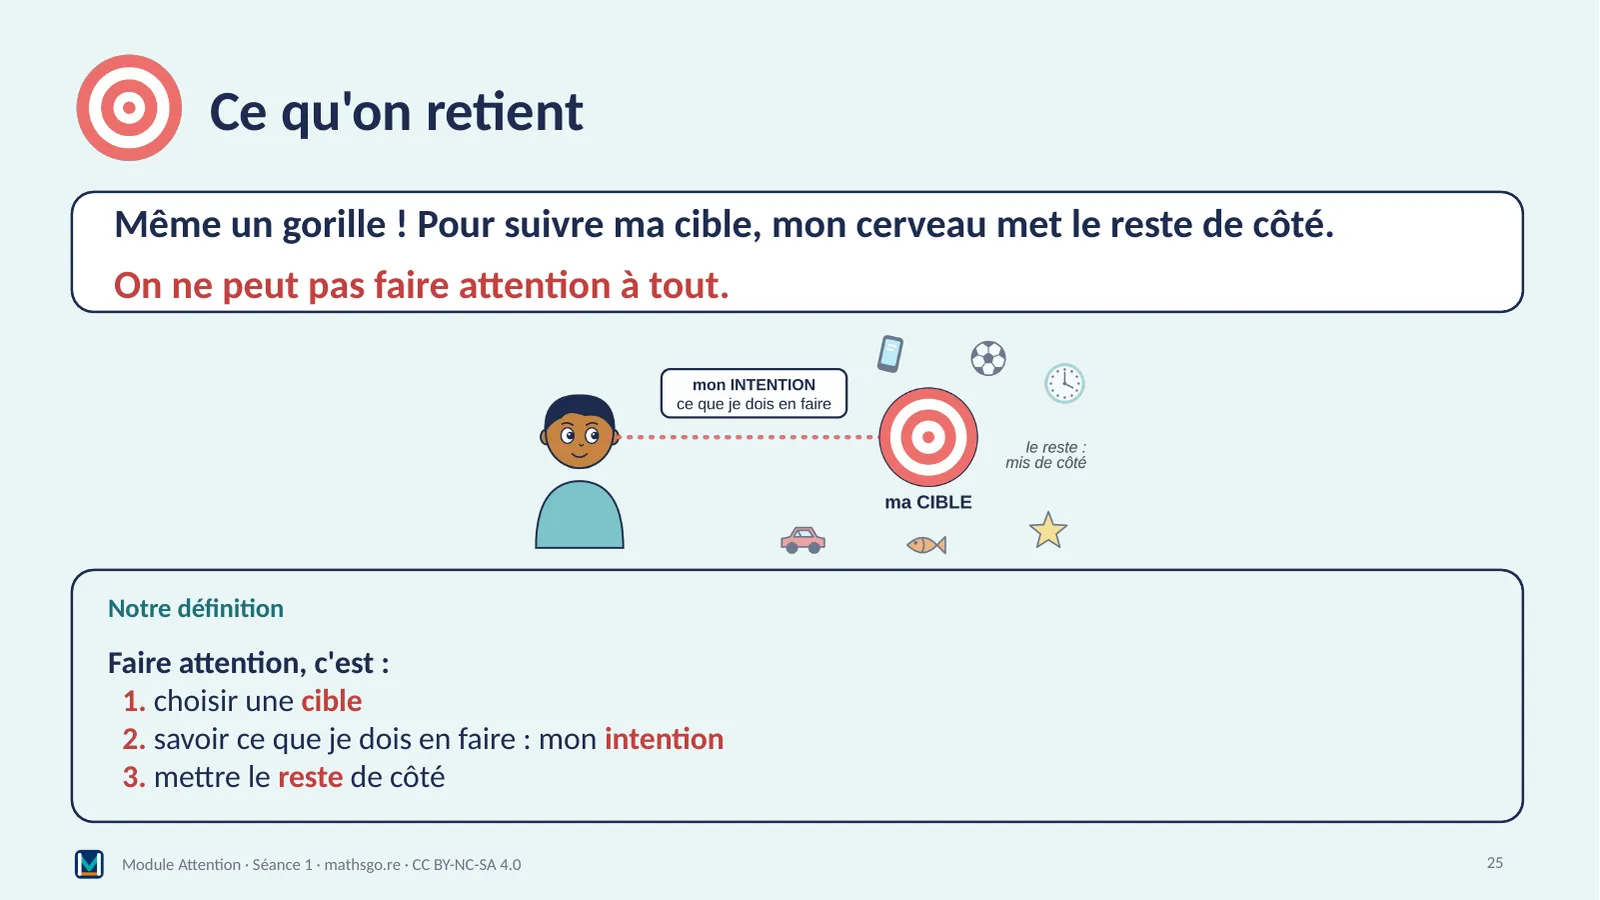 Ce qu'on retient
Même un gorille ! Pour suivre ma cible, mon cerveau met le reste de côté.
On ne peut pas faire attention à tout.
mon INTENTION
ce que je dois en faire
le reste :
mis de côté
ma CIBLE
Notre définition
Faire attention, c'est :
1. choisir une cible
2. savoir ce que je dois en faire : mon intention
3. mettre le reste de côté
Module Attention · Séance 1 · mathsgo.re · CC BY-NC-SA 4.0
25